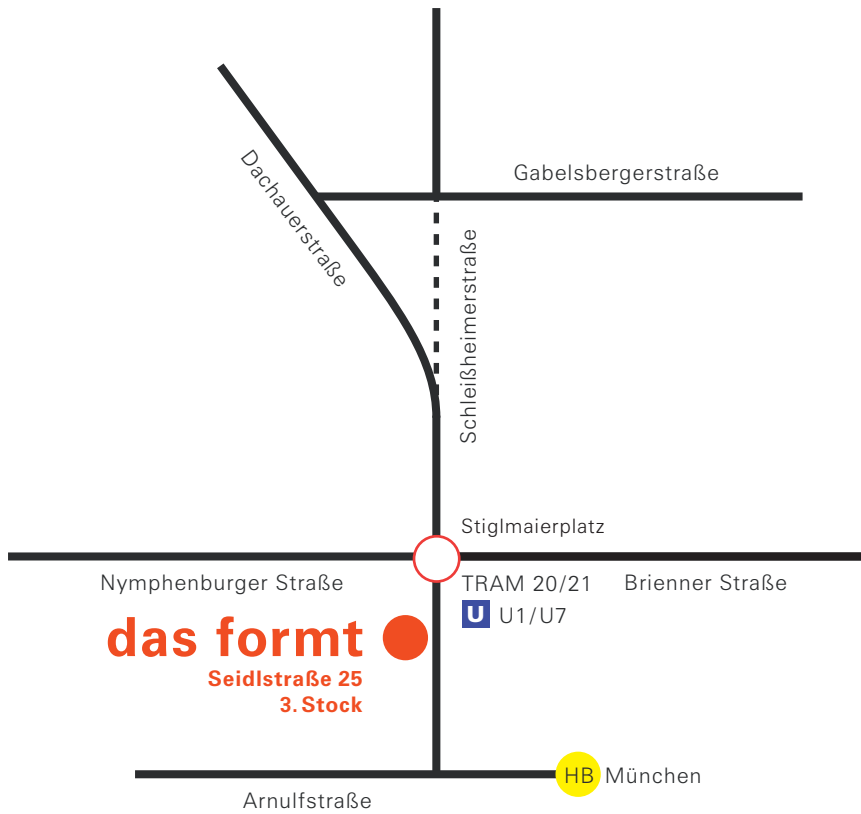 Gabelsbergerstraße
Dachauerstraße
Schleißheimerstraße
Stiglmaierplatz
Nymphenburger Straße
TRAM 20/21
Brienner Straße
U U1/U7
das formt
Seidlstraße 25
3. Stock
HB München
Arnulfstraße